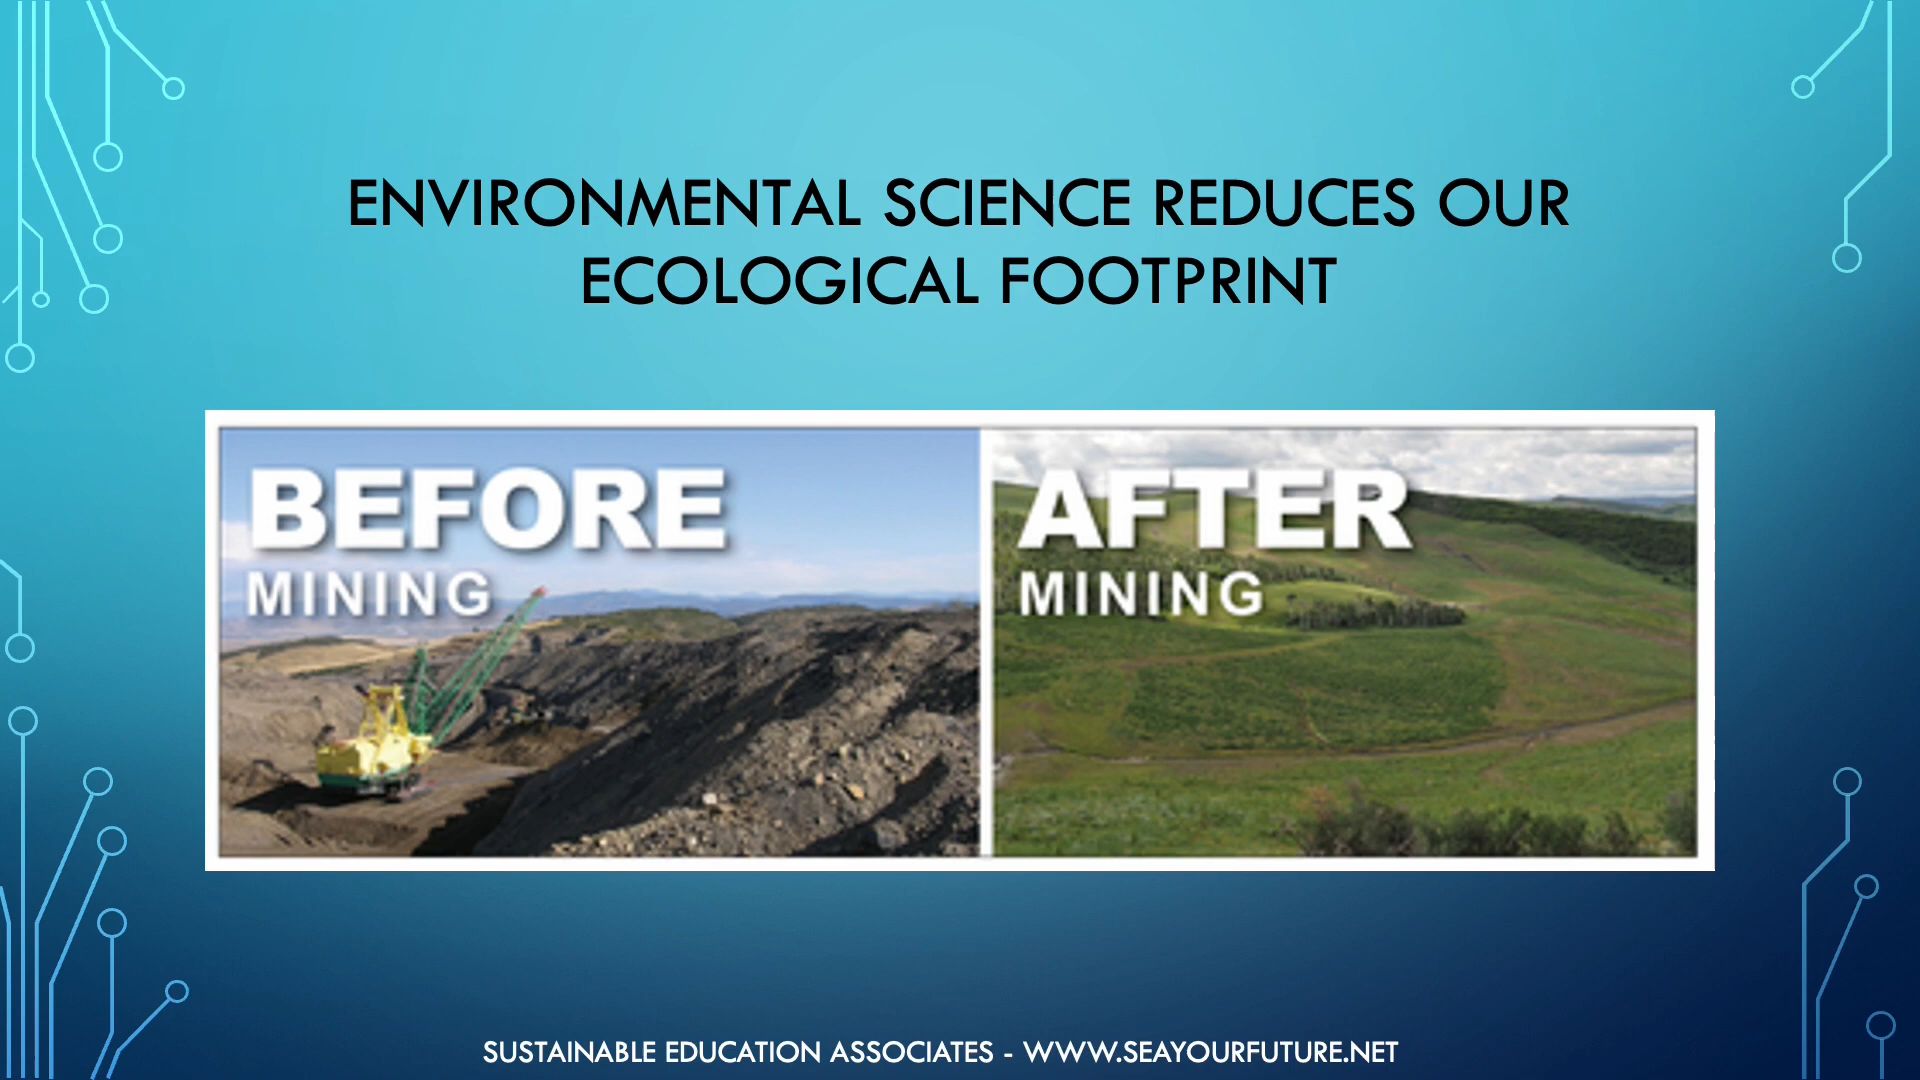 ENVIRONMENTAL SCIENCE REDUCES OUR
ECOLOGICAL FOOTPRINT
BEFORE
MINING
AFTER
MINING
SUSTAINABLE EDUCATION ASSOCIATES - WWW.SEAYOURFUTURE.NET